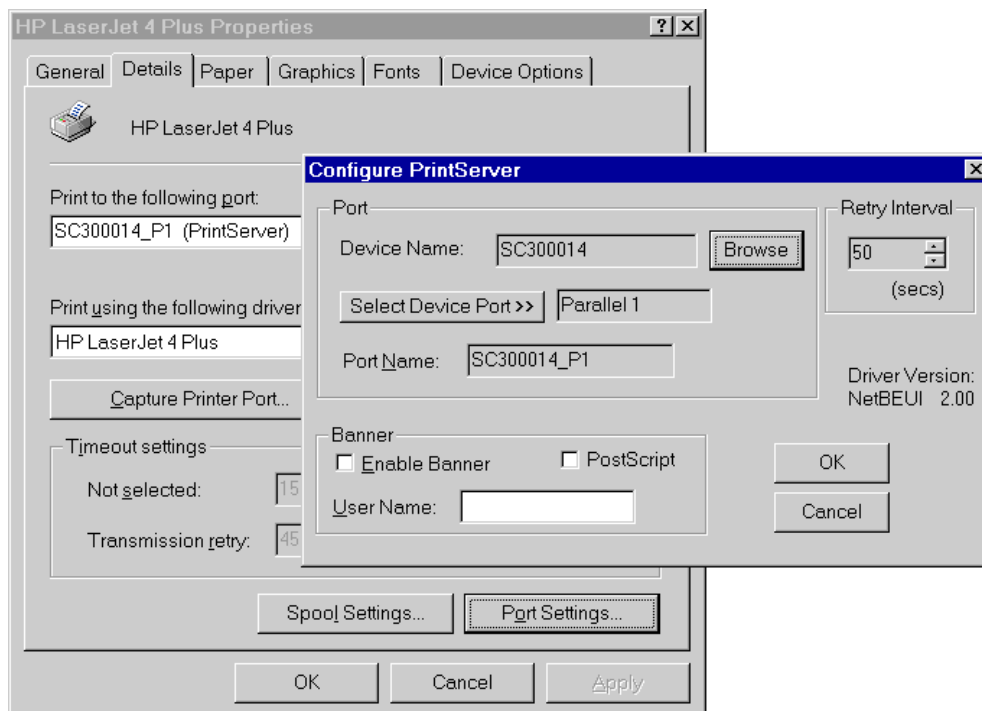 HP LaserJet 4 Plus Properties
General Details Paper Graphics Fonts Device Options
HP LaserJet 4 Plus
Print to the following port:
SC300014_P1 (PrintServer)
Print using the following driver
HP LaserJet 4 Plus
Capture Printer Port...
Timeout settings
Not selected: 15
Transmission retry: 45
Spool Settings... Port Settings...
OK Cancel Apply
Configure PrintServer
Port
Device Name: SC300014 Browse
Select Device Port >> Parallel 1
Port Name: SC300014_P1
Retry Interval
50
(secs)
Driver Version:
NetBEUI 2.00
Banner
Enable Banner PostScript
User Name:
OK
Cancel